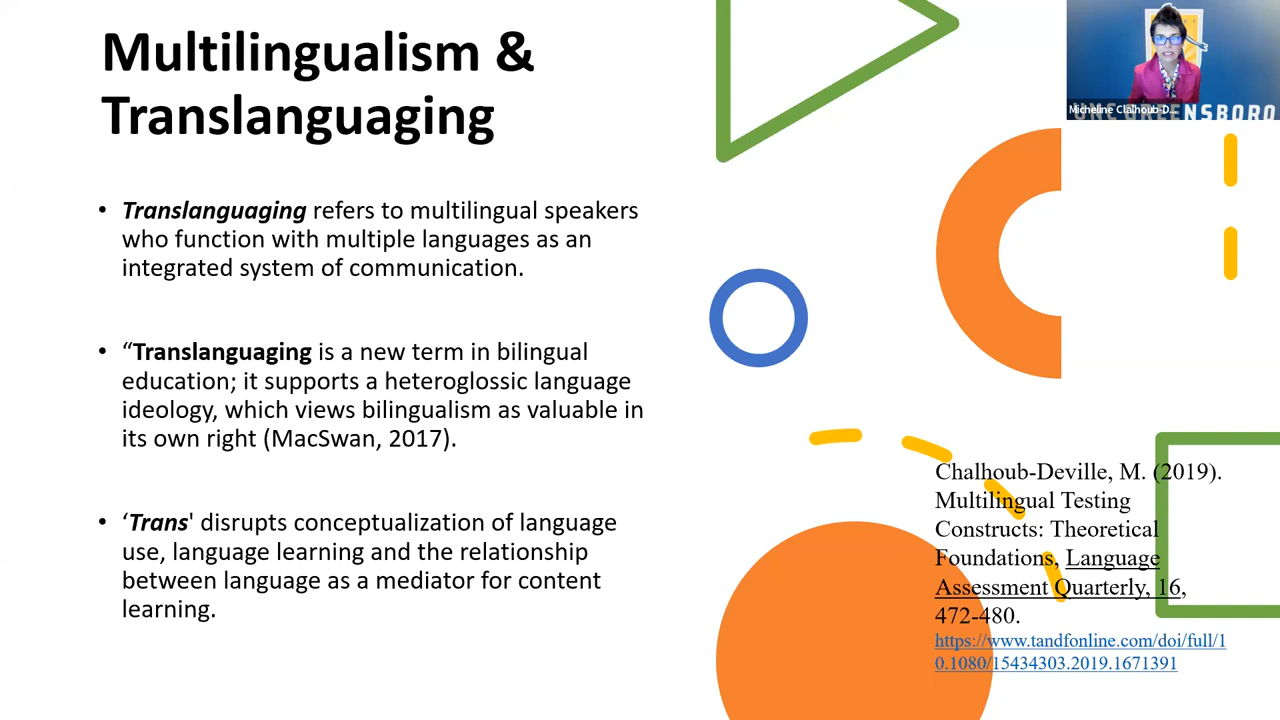 Multilingualism &
Translanguaging
• Translanguaging refers to multilingual speakers
who function with multiple languages as an
integrated system of communication.
• “Translanguaging is a new term in bilingual
education; it supports a heteroglossic language
ideology, which views bilingualism as valuable in
its own right (MacSwan, 2017).
• ‘Trans' disrupts conceptualization of language
use, language learning and the relationship
between language as a mediator for content
learning.
Micheline Clalhoub-D...
UNC GREENSBORO
Chalhoub-Deville, M. (2019).
Multilingual Testing
Constructs: Theoretical
Foundations, Language
Assessment Quarterly, 16,
472-480.
https://www.tandfonline.com/doi/full/1
0.1080/15434303.2019.1671391